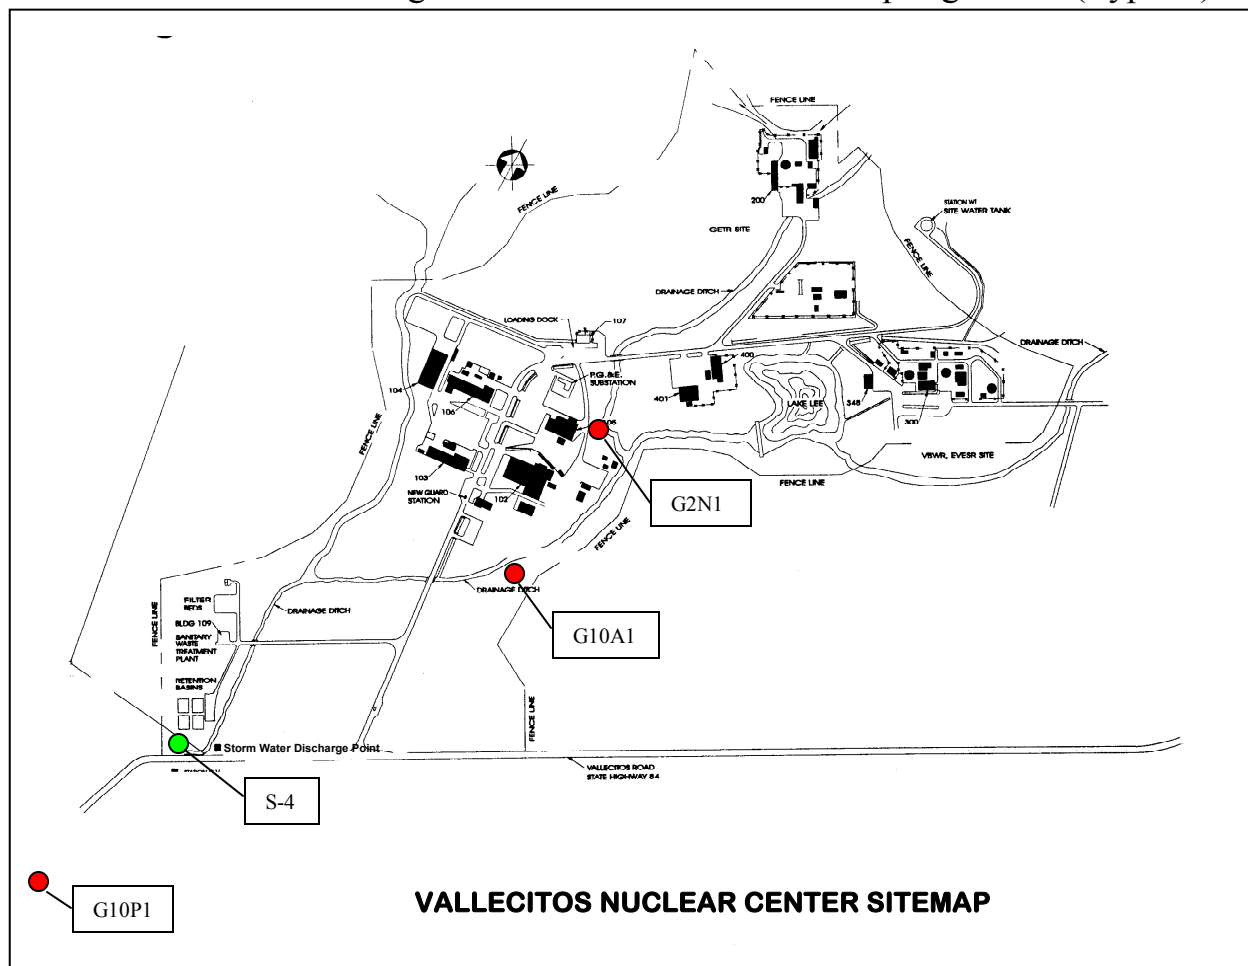 FENCE LINE
FENCE LINE
200
STATION WT
SITE WATER TANK
GETR SITE
FENCE LINE
DRAINAGE DITCH
LOADING DOCK
107
DRAINAGE DITCH
400
P.G.&E.
SUBSTATION
104
106
401
LAKE LEE
348
300
FENCE LINE
VBWR, EVESR SITE
103
FENCE LINE
NEW GUARD
STATION
102
G2N1
FENCE LINE
DRAINAGE DITCH
FILTER
BEDS
DRAINAGE DITCH
FENCE LINE
BLDG 109
SANITARY
WASTE
TREATMENT
PLANT
G10A1
RETENTION
BASINS
FENCE LINE
Storm Water Discharge Point
VALLECITOS ROAD
STATE HIGHWAY 84
S-4
G10P1
VALLECITOS NUCLEAR CENTER SITEMAP